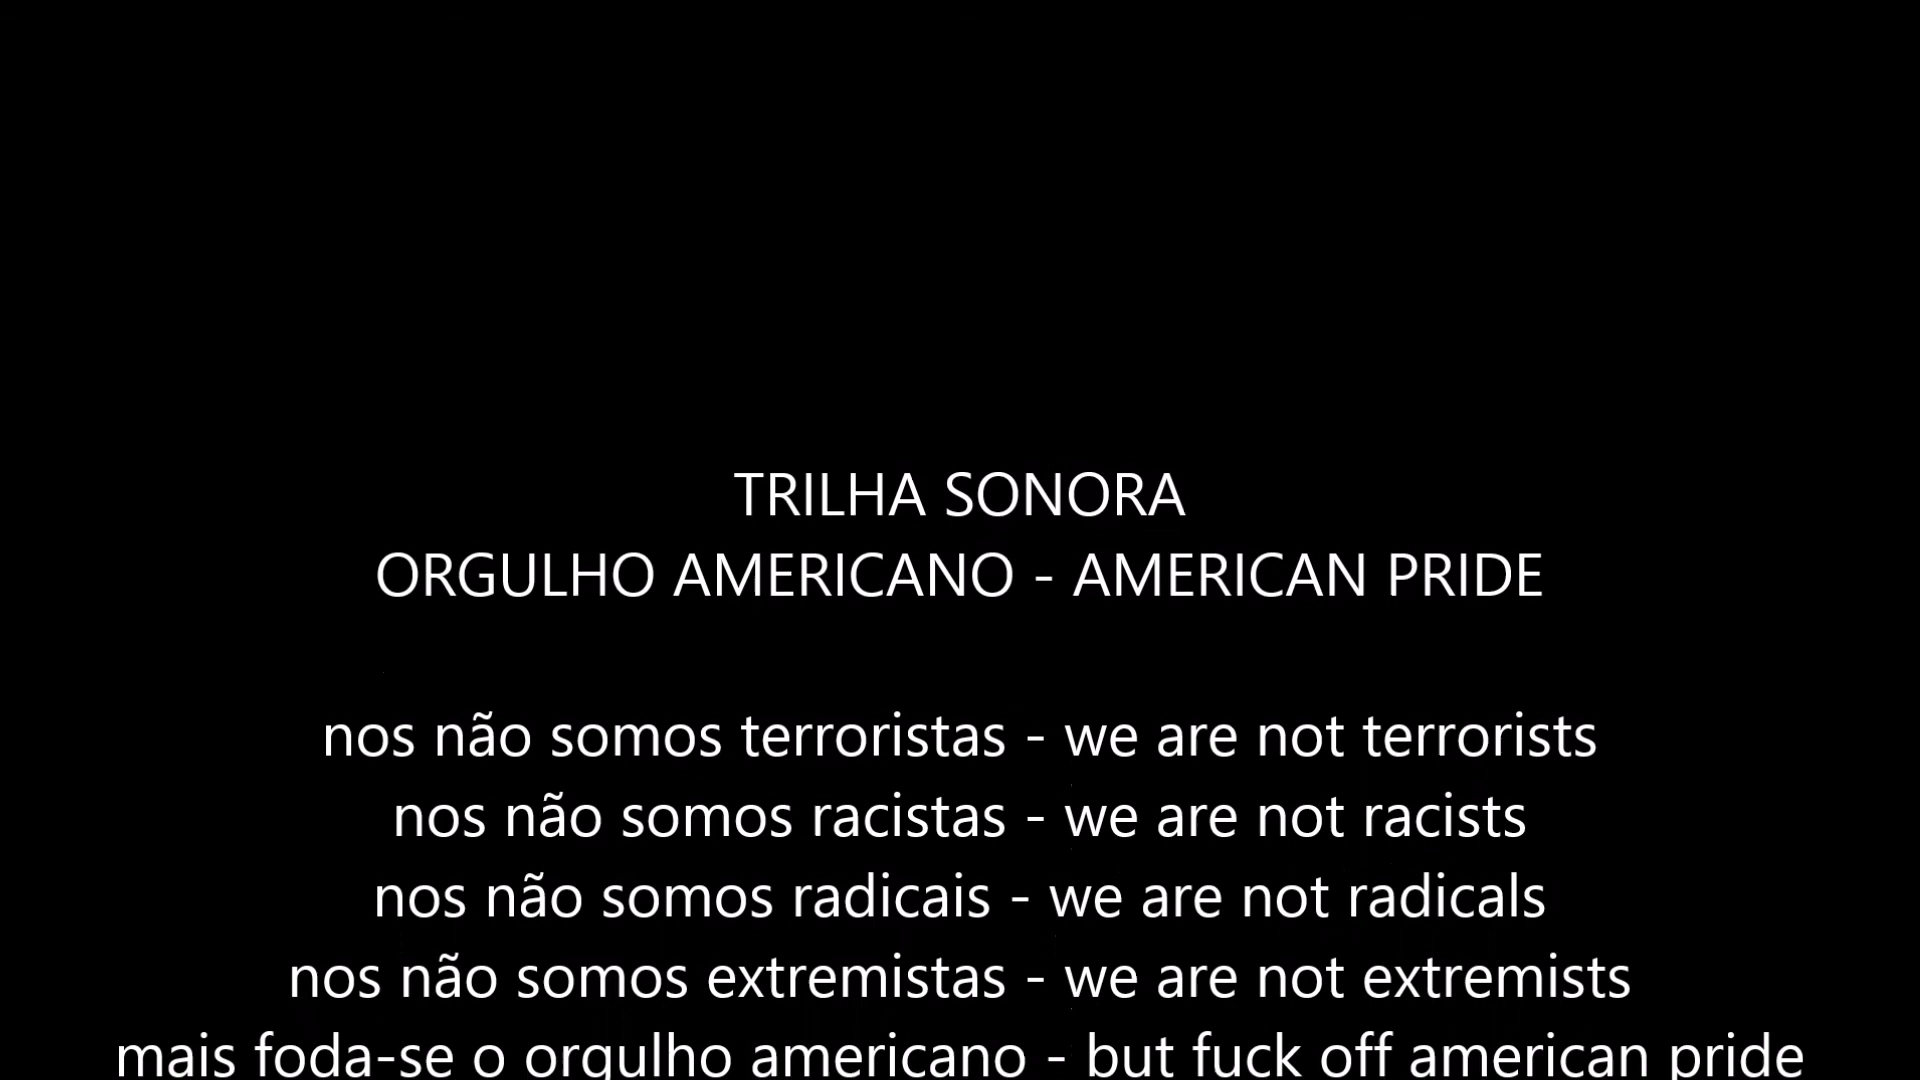 TRILHA SONORA
ORGULHO AMERICANO - AMERICAN PRIDE
nos não somos terroristas - we are not terrorists
nos não somos racistas - we are not racists
nos não somos radicais - we are not radicals
nos não somos extremistas - we are not extremists
mais foda-se o orgulho americano - but fuck off american pride